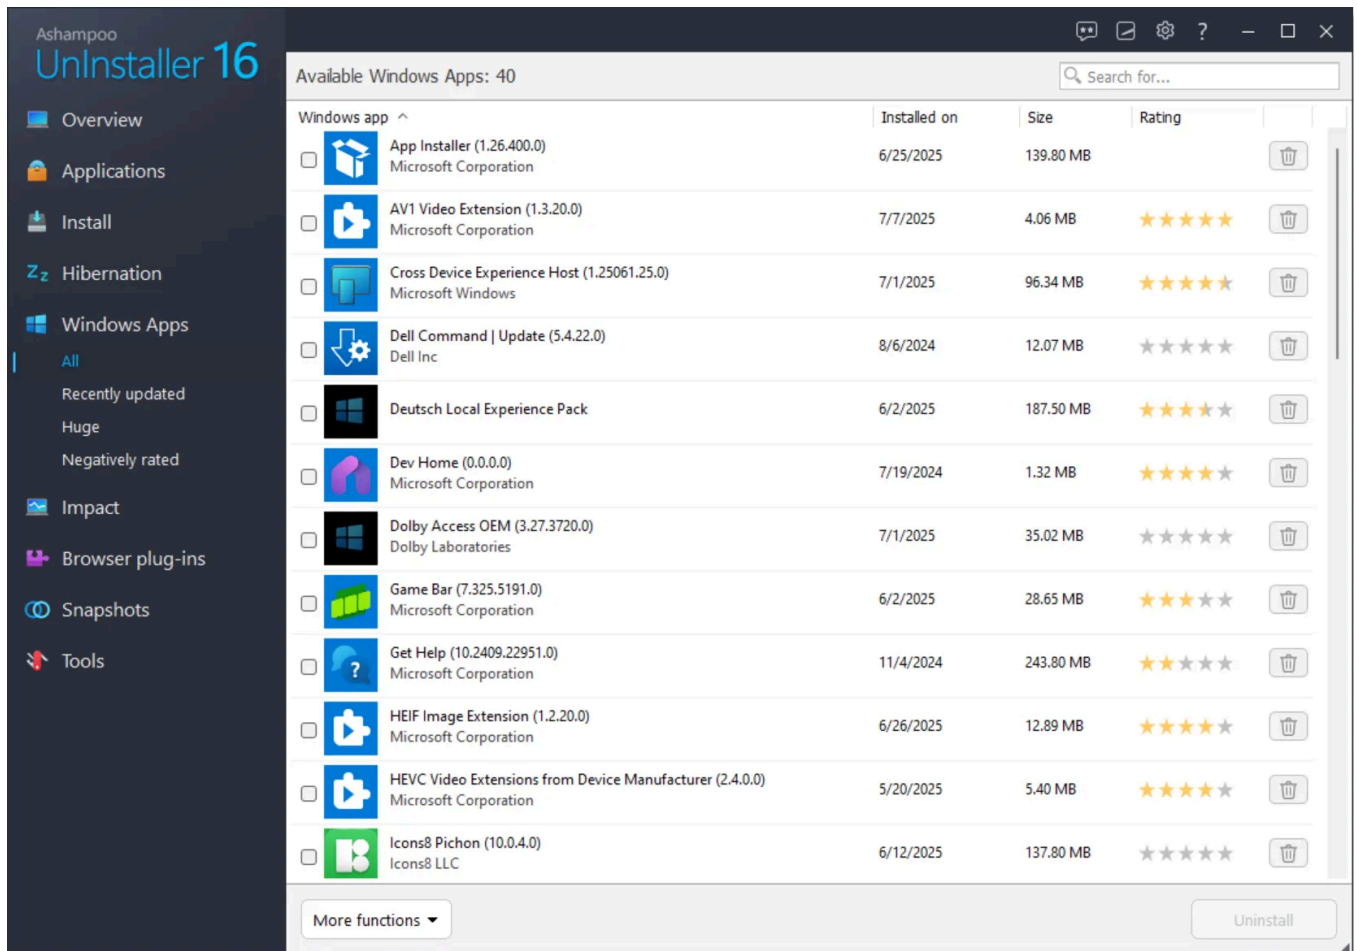 Ashampoo
UnInstaller 16
Overview
Applications
Install
Hibernation
Windows Apps
All
Recently updated
Huge
Negatively rated
Impact
Browser plug-ins
Snapshots
Tools
?
Available Windows Apps: 40
Search for...
Windows app Installed on Size Rating
App Installer (1.26.400.0)
Microsoft Corporation
6/25/2025 139.80 MB
AV1 Video Extension (1.3.20.0)
Microsoft Corporation
7/7/2025 4.06 MB
Cross Device Experience Host (1.25061.25.0)
Microsoft Windows
7/1/2025 96.34 MB
Dell Command | Update (5.4.22.0)
Dell Inc
8/6/2024 12.07 MB
Deutsch Local Experience Pack
6/2/2025 187.50 MB
Dev Home (0.0.0.0)
Microsoft Corporation
7/19/2024 1.32 MB
Dolby Access OEM (3.27.3720.0)
Dolby Laboratories
7/1/2025 35.02 MB
Game Bar (7.325.5191.0)
Microsoft Corporation
6/2/2025 28.65 MB
Get Help (10.2409.22951.0)
Microsoft Corporation
11/4/2024 243.80 MB
HEIF Image Extension (1.2.20.0)
Microsoft Corporation
6/26/2025 12.89 MB
HEVC Video Extensions from Device Manufacturer (2.4.0.0)
Microsoft Corporation
5/20/2025 5.40 MB
Icons8 Pichon (10.0.4.0)
Icons8 LLC
6/12/2025 137.80 MB
More functions
Uninstall